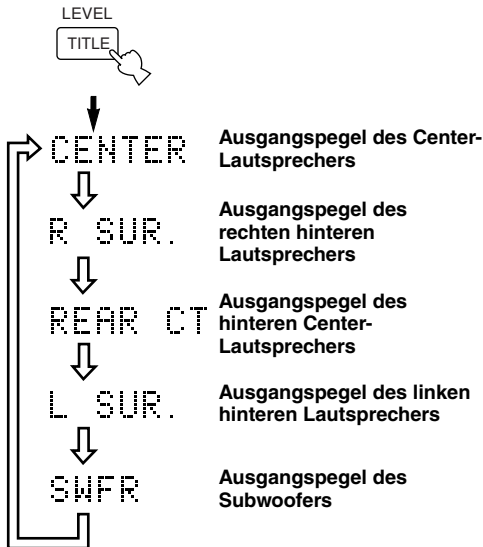 LEVEL
TITLE
CENTER
Ausgangspegel des Center-
Lautsprechers
R SUR.
Ausgangspegel des
rechten hinteren
Lautsprechers
REAR CT
Ausgangspegel des
hinteren Center-
Lautsprechers
L SUR.
Ausgangspegel des linken
hinteren Lautsprechers
SWFR
Ausgangspegel des
Subwoofers